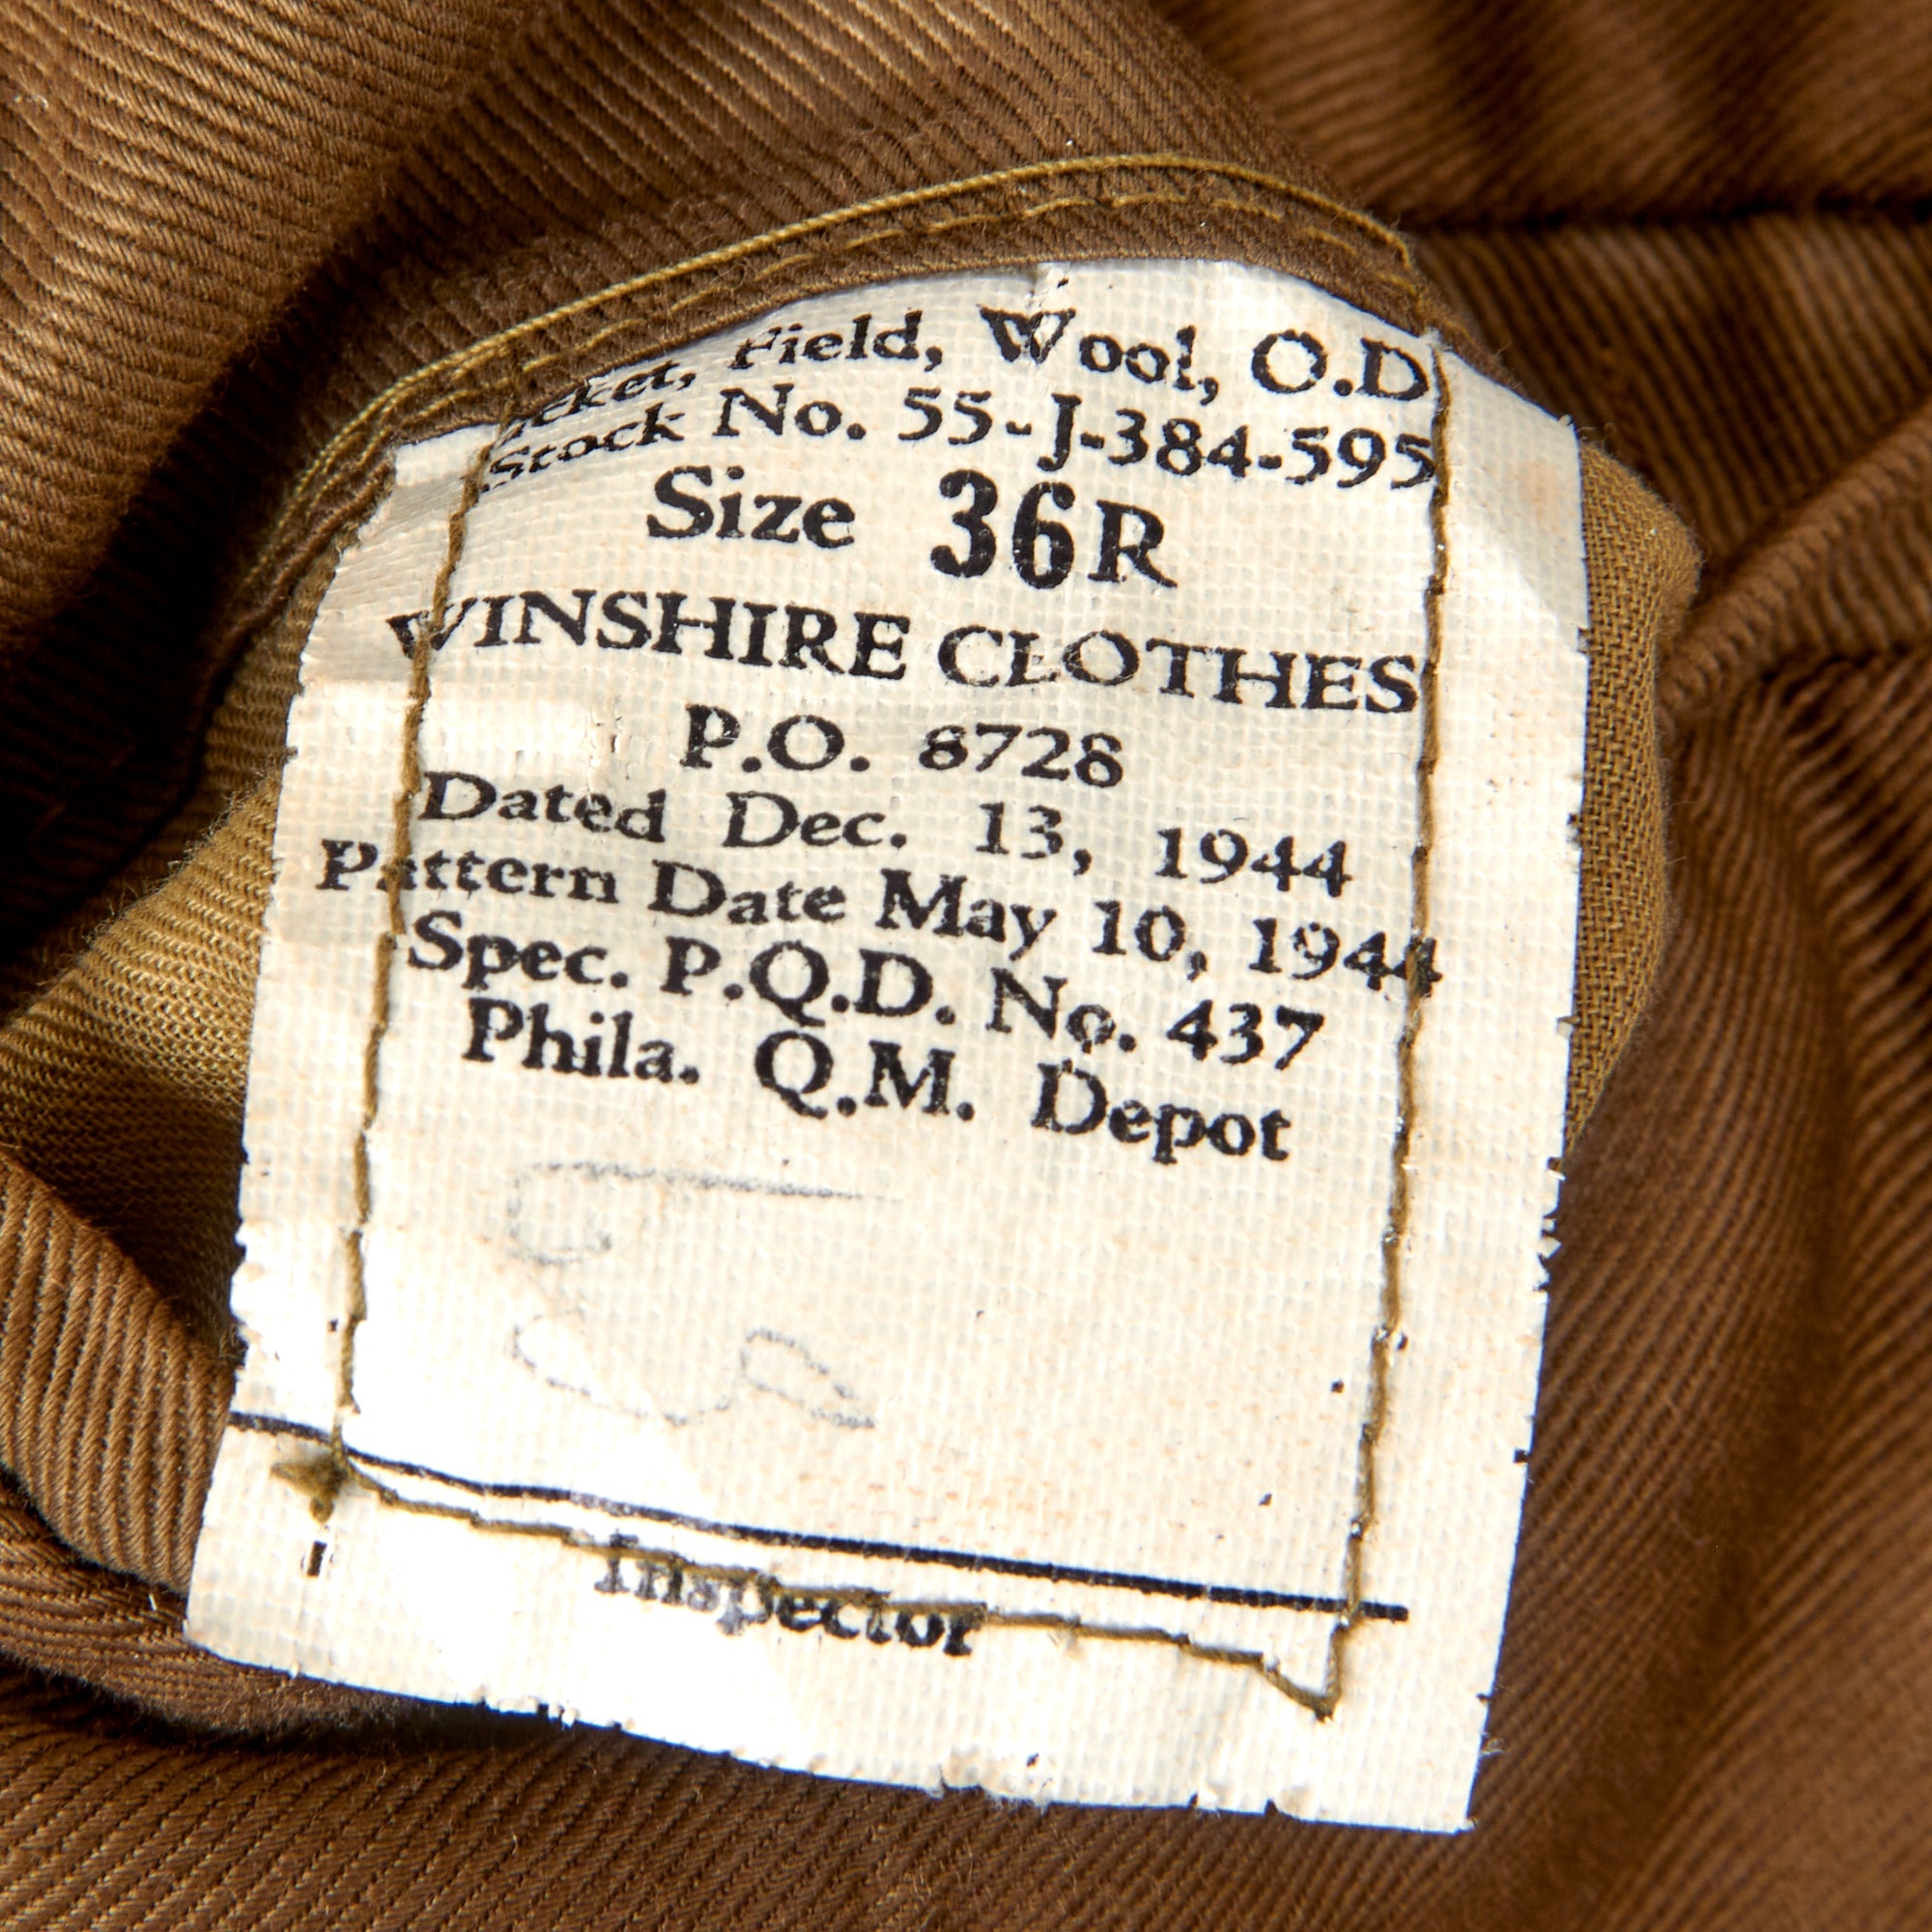 Jacket, Field, Wool, O.D
Stock No. 55-J-384-595
Size 36R
WINSHIRE CLOTHES
P.O. 8728
Dated Dec. 13, 1944
Pattern Date May 10, 1944
Spec. P.Q.D. No. 437
Phila. Q.M. Depot
Inspector